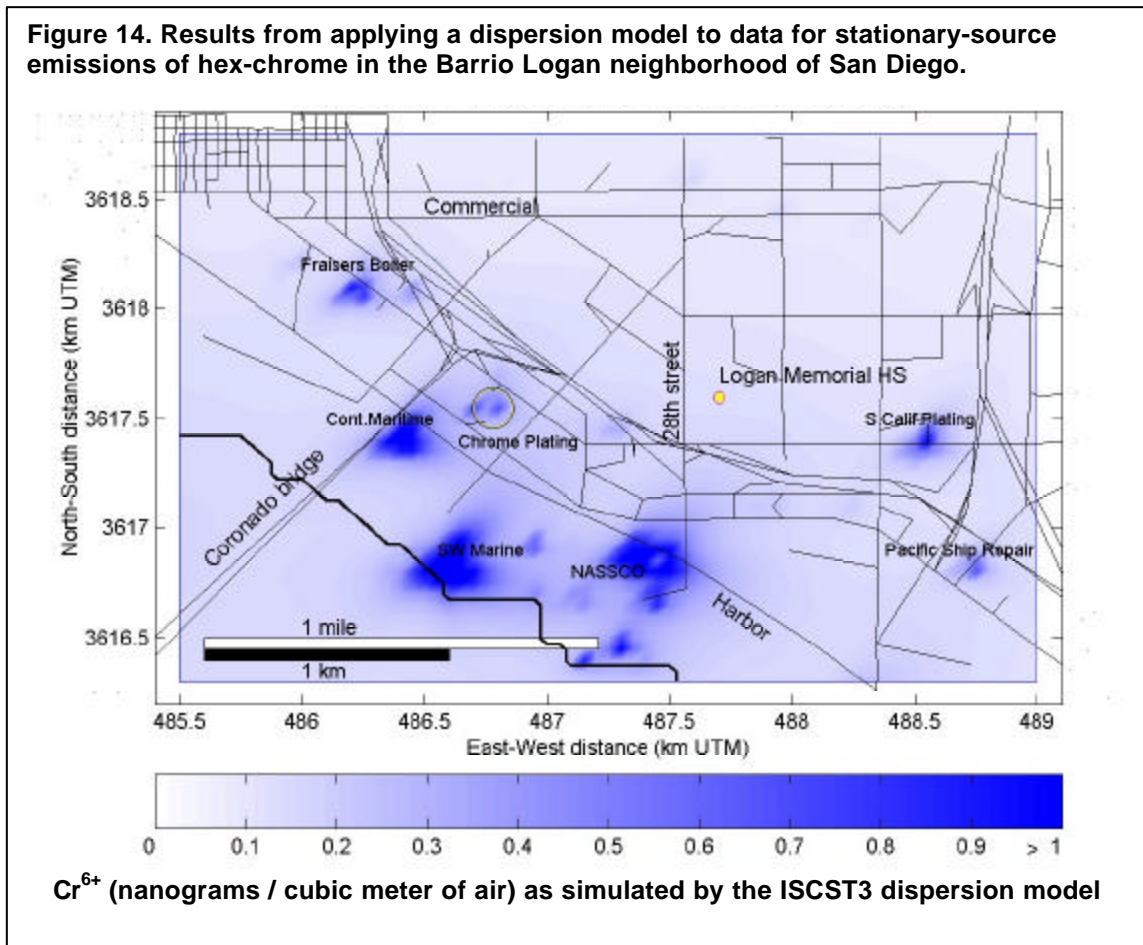 Figure 14. Results from applying a dispersion model to data for stationary-source
emissions of hex-chrome in the Barrio Logan neighborhood of San Diego.
3618.5
3618
3617.5
3617
3616.5
North-South distance (km UTM)
Commercial
Fraisers Boiler
28th street
Logan Memorial HS
Cont.Maritime
S Calif Plating
Chrome Plating
Coronado bridge
SW Marine
NASSCO
Pacific Ship Repair
Harbor
1 mile
1 km
485.5 486 486.5 487 487.5 488 488.5 489
East-West distance (km UTM)
0 0.1 0.2 0.3 0.4 0.5 0.6 0.7 0.8 0.9 > 1
Cr6+ (nanograms / cubic meter of air) as simulated by the ISCST3 dispersion model